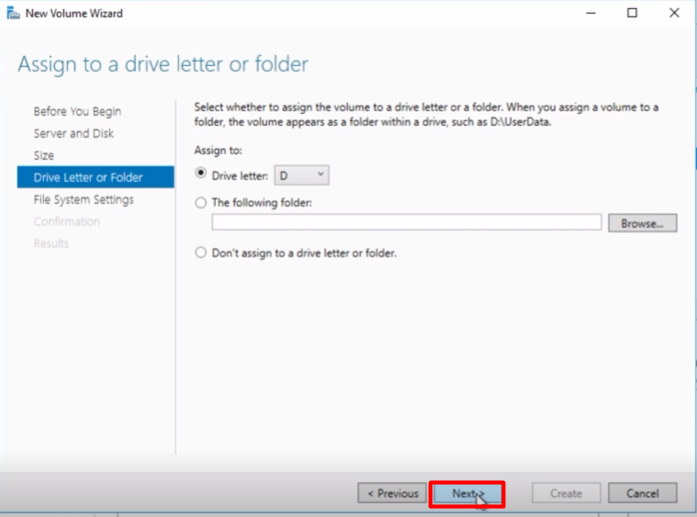 New Volume Wizard
Assign to a drive letter or folder
Before You Begin
Server and Disk
Size
Drive Letter or Folder
File System Settings
Confirmation
Results
Select whether to assign the volume to a drive letter or a folder. When you assign a volume to a
folder, the volume appears as a folder within a drive, such as D:\UserData.
Assign to:
Drive letter: D
The following folder:
Browse...
Don't assign to a drive letter or folder.
< Previous
Next >
Create
Cancel